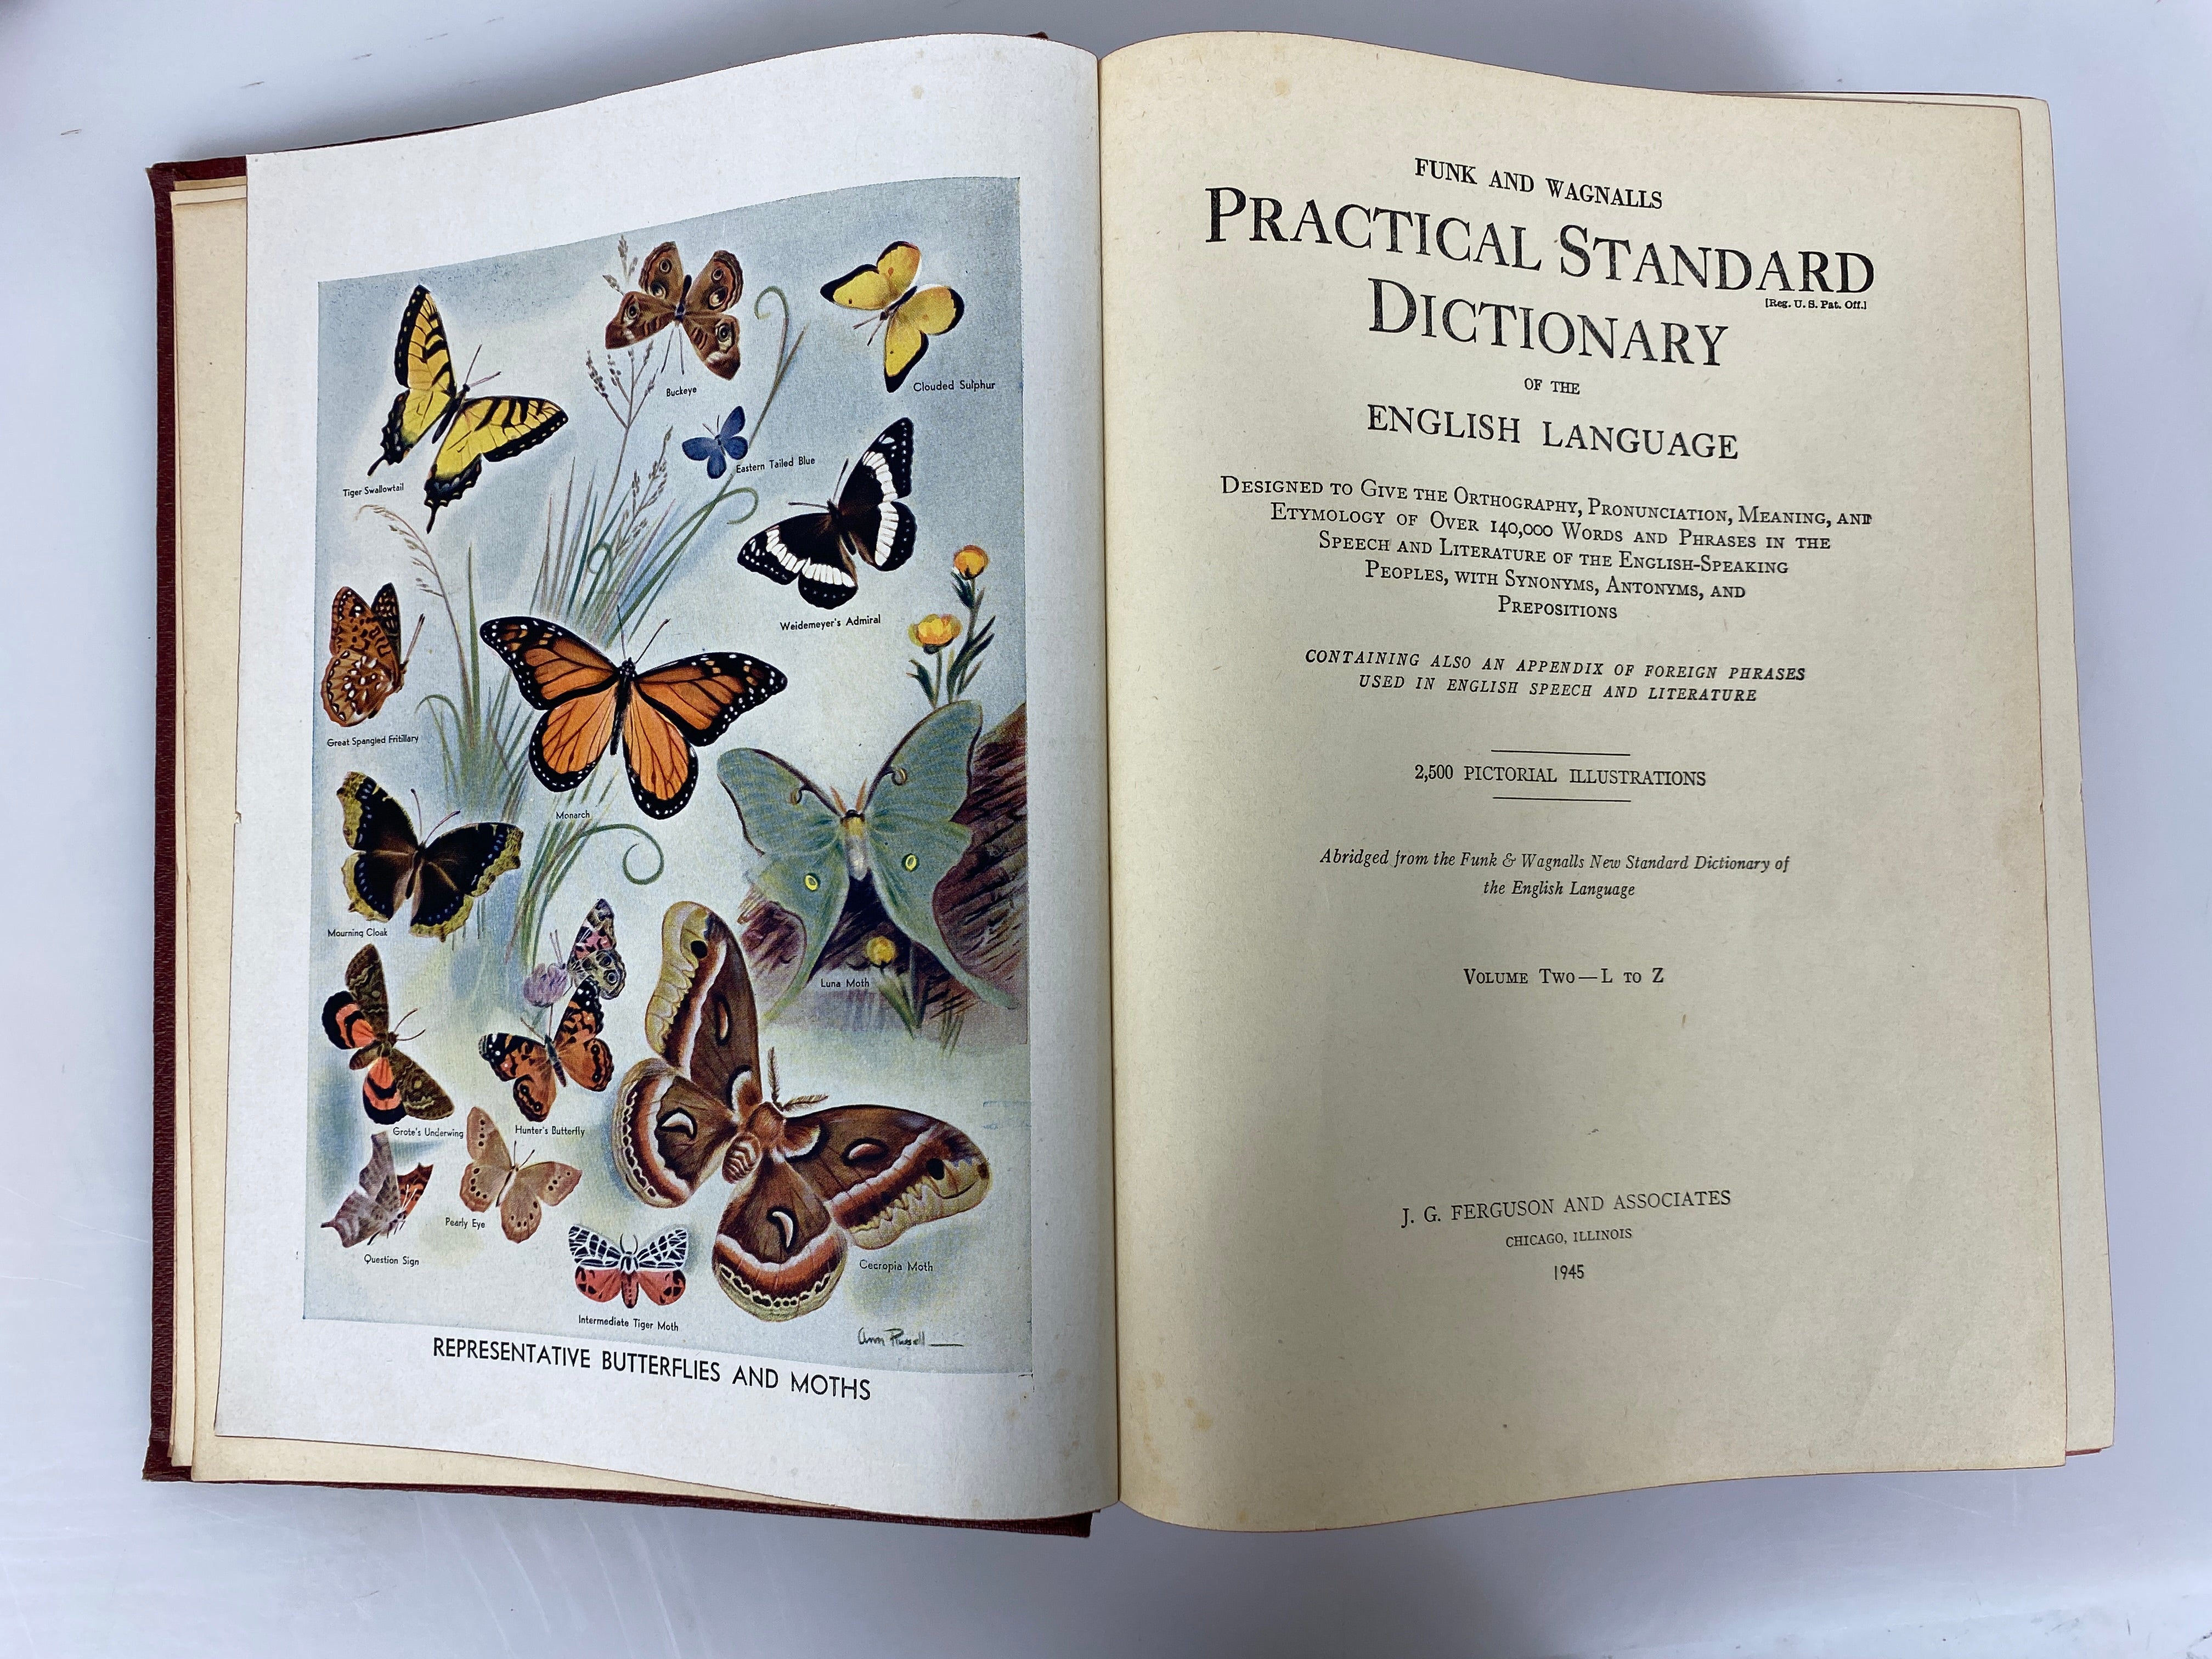 Buckeye
Clouded Sulphur
Eastern Tailed Blue
Tiger Swallowtail
Weidemeyer's Admiral
Great Spangled Fritillary
Monarch
Mourning Cloak
Luna Moth
Grote's Underwing
Hunter's Butterfly
Pearly Eye
Question Sign
Cecropia Moth
Intermediate Tiger Moth
Ann Russell
REPRESENTATIVE BUTTERFLIES AND MOTHS
FUNK AND WAGNALLS
PRACTICAL STANDARD
[Reg. U. S. Pat. Off.]
DICTIONARY
OF THE
ENGLISH LANGUAGE
DESIGNED TO GIVE THE ORTHOGRAPHY, PRONUNCIATION, MEANING, AND
ETYMOLOGY OF OVER 140,000 WORDS AND PHRASES IN THE
SPEECH AND LITERATURE OF THE ENGLISH-SPEAKING
PEOPLES, WITH SYNONYMS, ANTONYMS, AND
PREPOSITIONS
CONTAINING ALSO AN APPENDIX OF FOREIGN PHRASES
USED IN ENGLISH SPEECH AND LITERATURE
2,500 PICTORIAL ILLUSTRATIONS
Abridged from the Funk & Wagnalls New Standard Dictionary of
the English Language
VOLUME TWO—L TO Z
J. G. FERGUSON AND ASSOCIATES
CHICAGO, ILLINOIS
1945